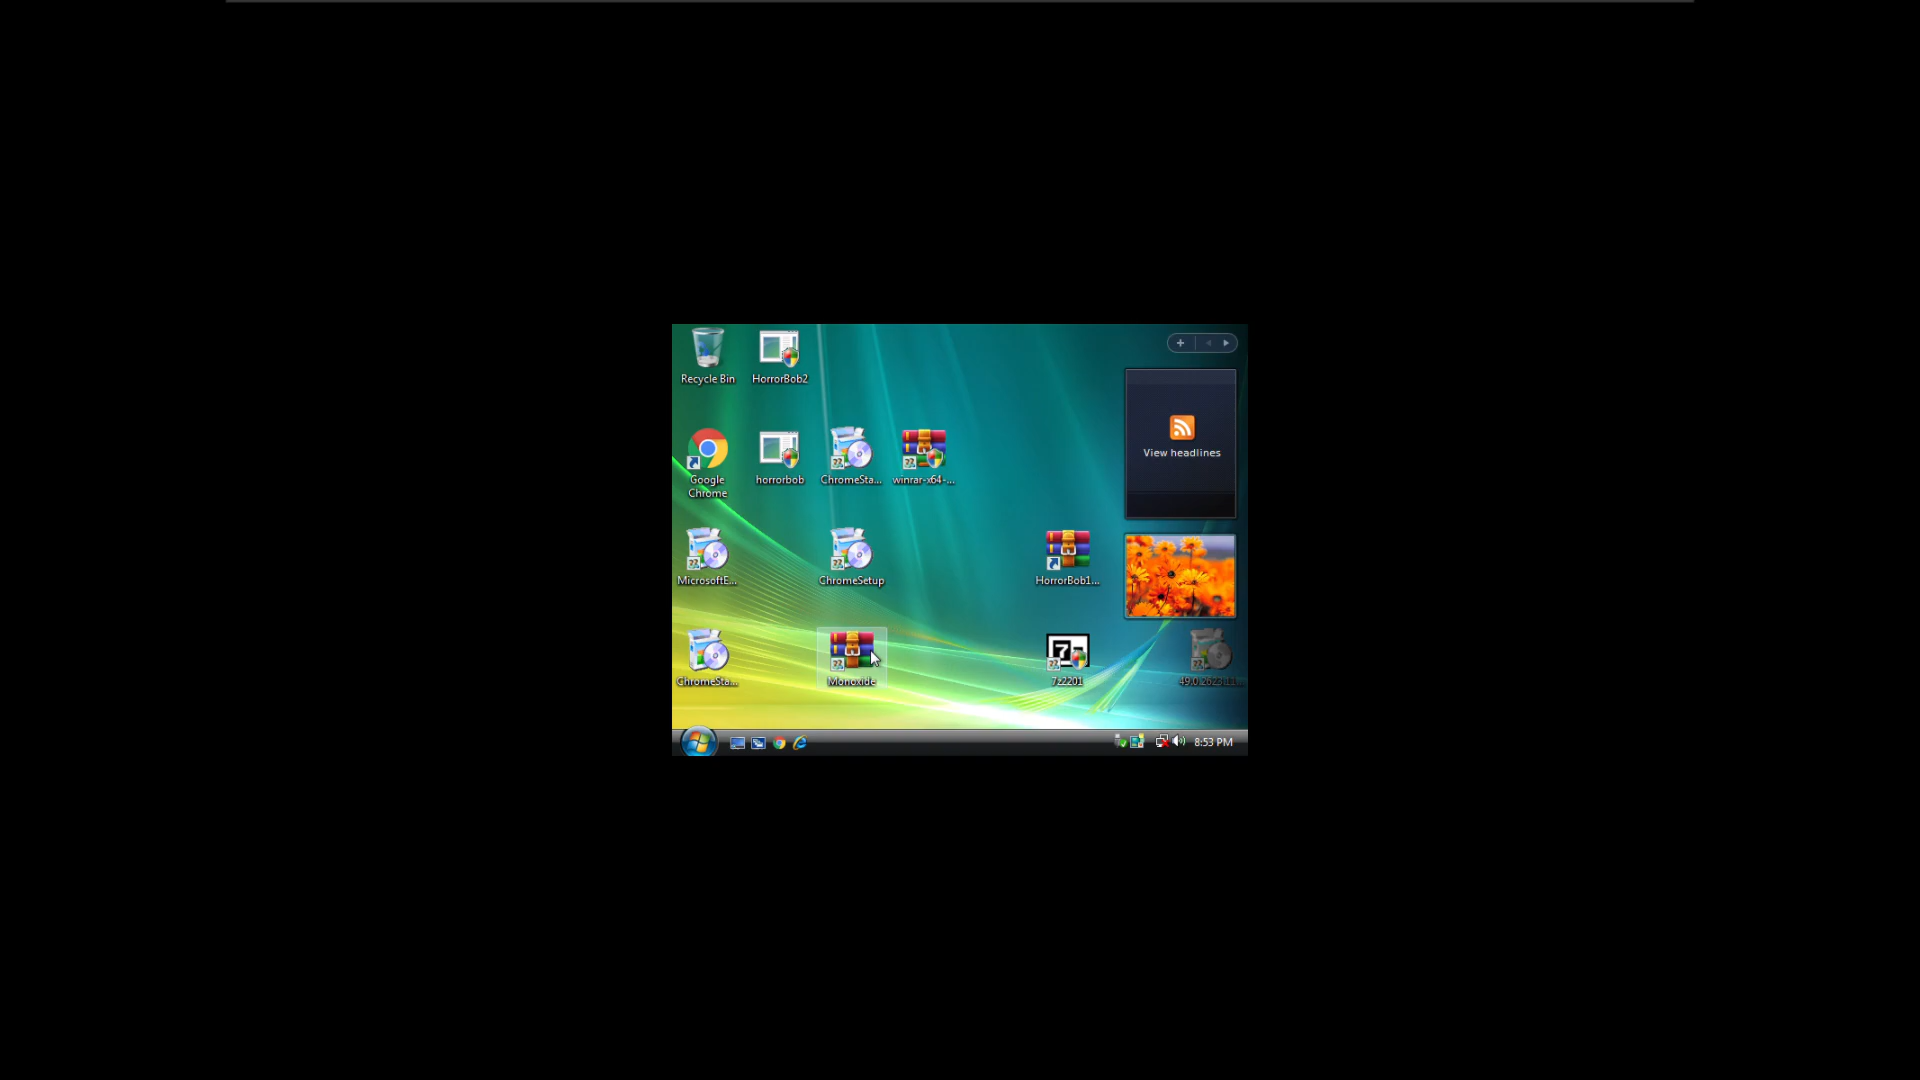 Recycle Bin
HorrorBob2
Google
Chrome
horrorbob
ChromeSta...
winrar-x64-...
View headlines
MicrosoftE...
ChromeSetup
HorrorBob1...
ChromeSta...
Monoxide
7z2201
8:53 PM